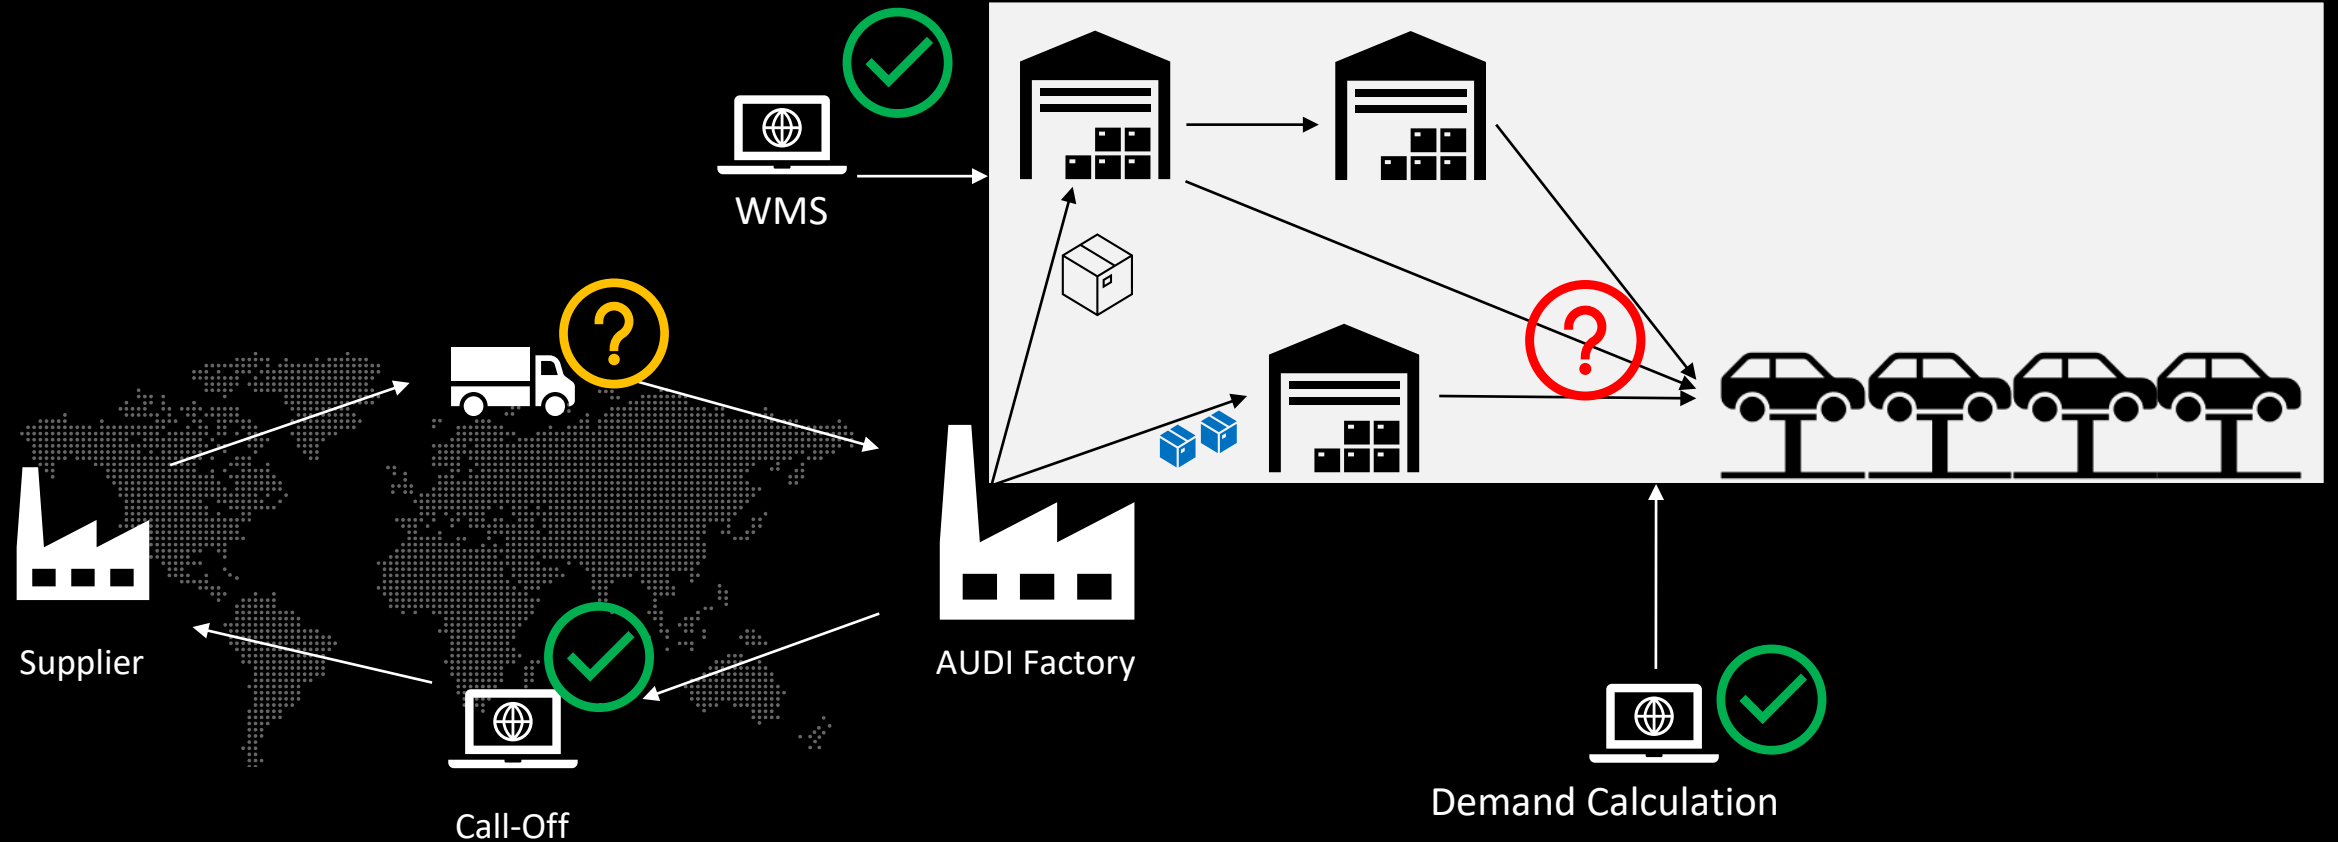 WMS
Supplier
AUDI Factory
Call-Off
Demand Calculation